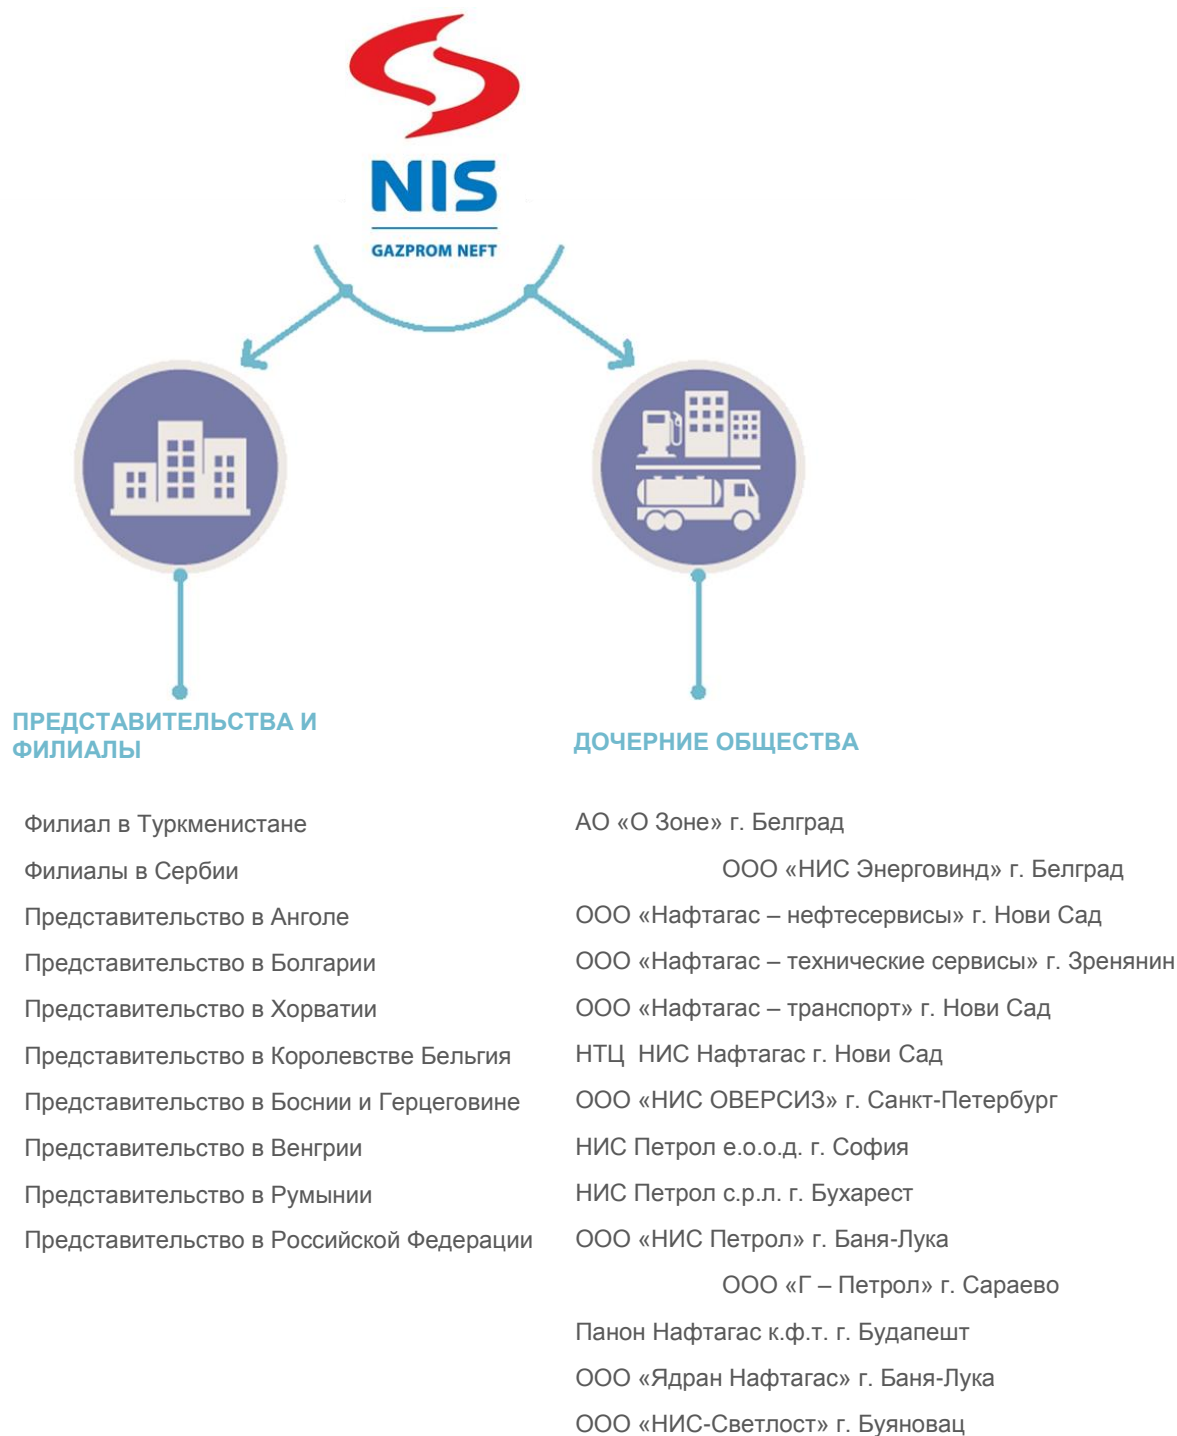 NIS
GAZPROM NEFT
ПРЕДСТАВИТЕЛЬСТВА И
ФИЛИАЛЫ
Филиал в Туркменистане
Филиалы в Сербии
Представительство в Анголе
Представительство в Болгарии
Представительство в Хорватии
Представительство в Королевстве Бельгия
Представительство в Боснии и Герцеговине
Представительство в Венгрии
Представительство в Румынии
Представительство в Российской Федерации
ДОЧЕРНИЕ ОБЩЕСТВА
АО «О Зоне» г. Белград
ООО «НИС Энерговинд» г. Белград
ООО «Нафтагас – нефтесервисы» г. Нови Сад
ООО «Нафтагас – технические сервисы» г. Зренянин
ООО «Нафтагас – транспорт» г. Нови Сад
НТЦ НИС Нафтагас г. Нови Сад
ООО «НИС ОВЕРСИЗ» г. Санкт-Петербург
НИС Петрол е.о.о.д. г. София
НИС Петрол с.р.л. г. Бухарест
ООО «НИС Петрол» г. Баня-Лука
ООО «Г – Петрол» г. Сараево
Панон Нафтагас к.ф.т. г. Будапешт
ООО «Ядран Нафтагас» г. Баня-Лука
ООО «НИС-Светлост» г. Буяновац